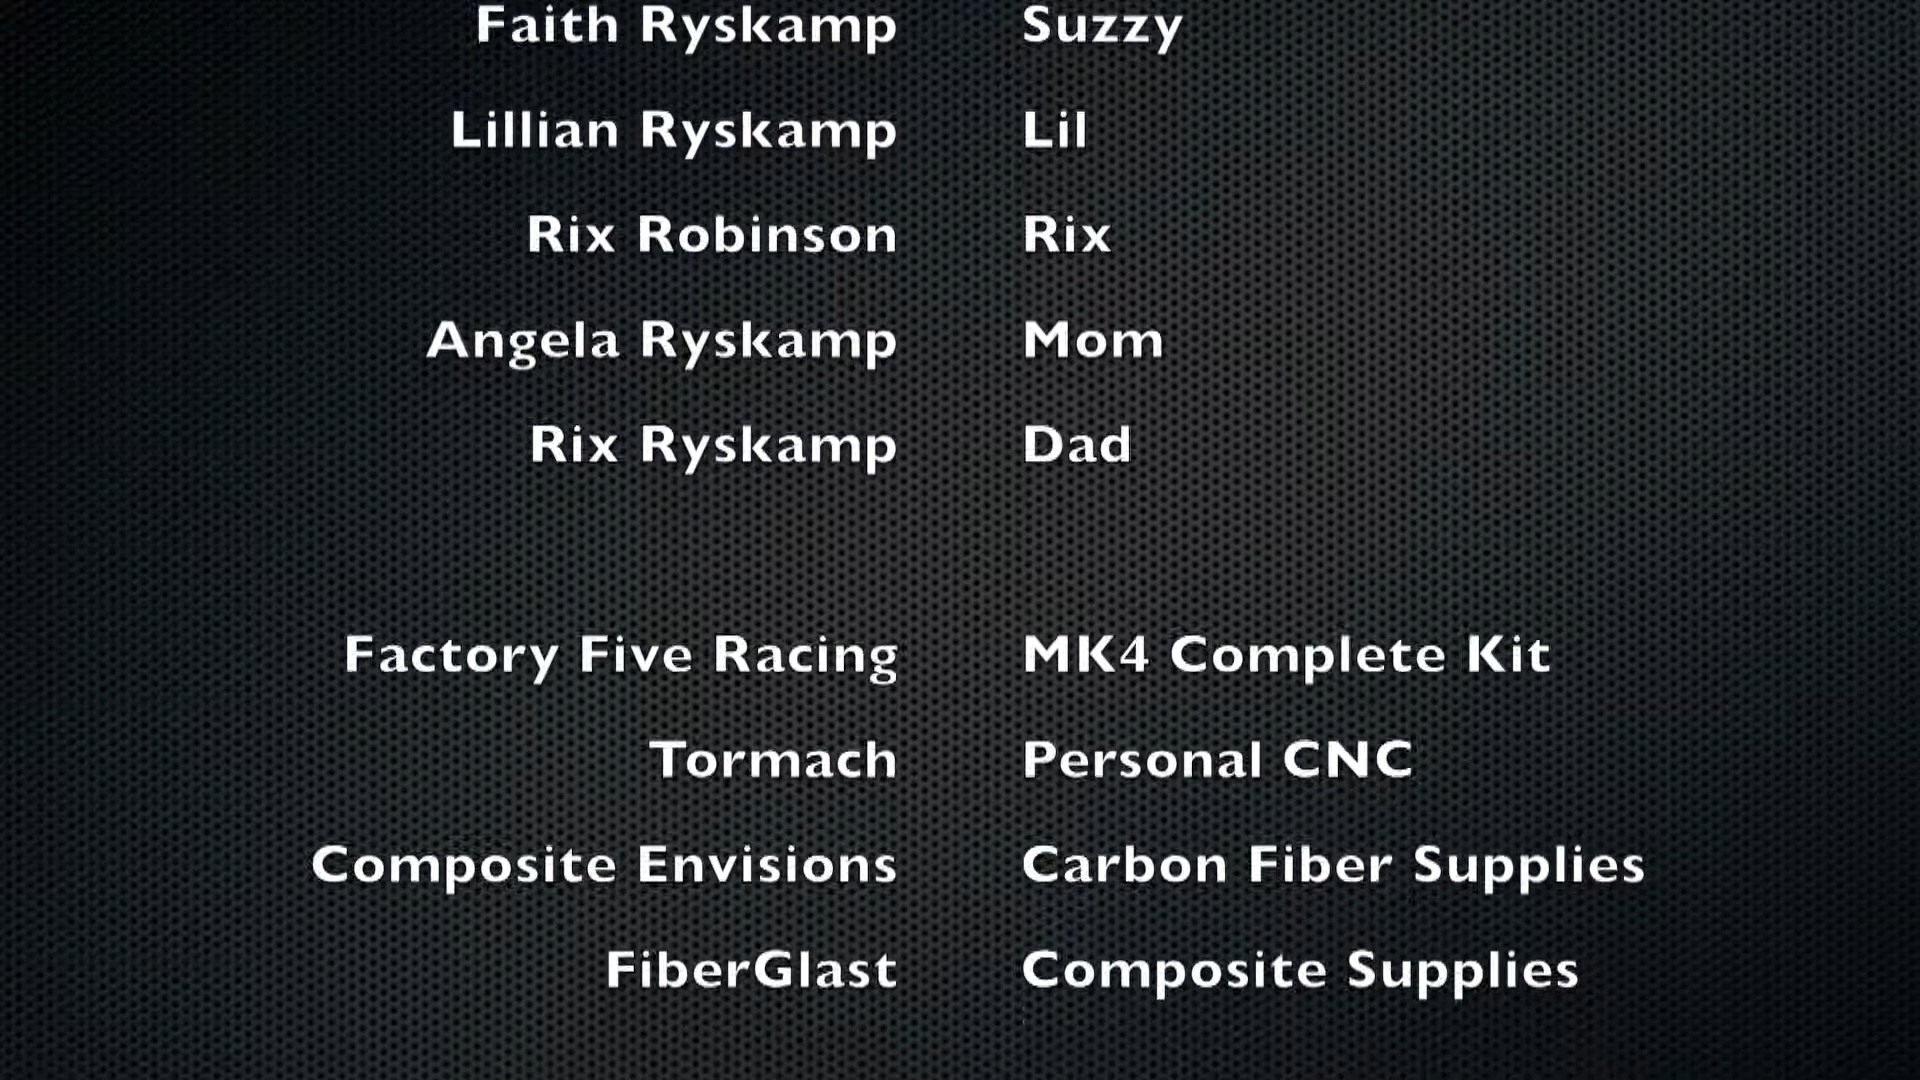 Faith Ryskamp Suzzy
Lillian Ryskamp Lil
Rix Robinson Rix
Angela Ryskamp Mom
Rix Ryskamp Dad
Factory Five Racing MK4 Complete Kit
Tormach Personal CNC
Composite Envisions Carbon Fiber Supplies
FiberGlast Composite Supplies